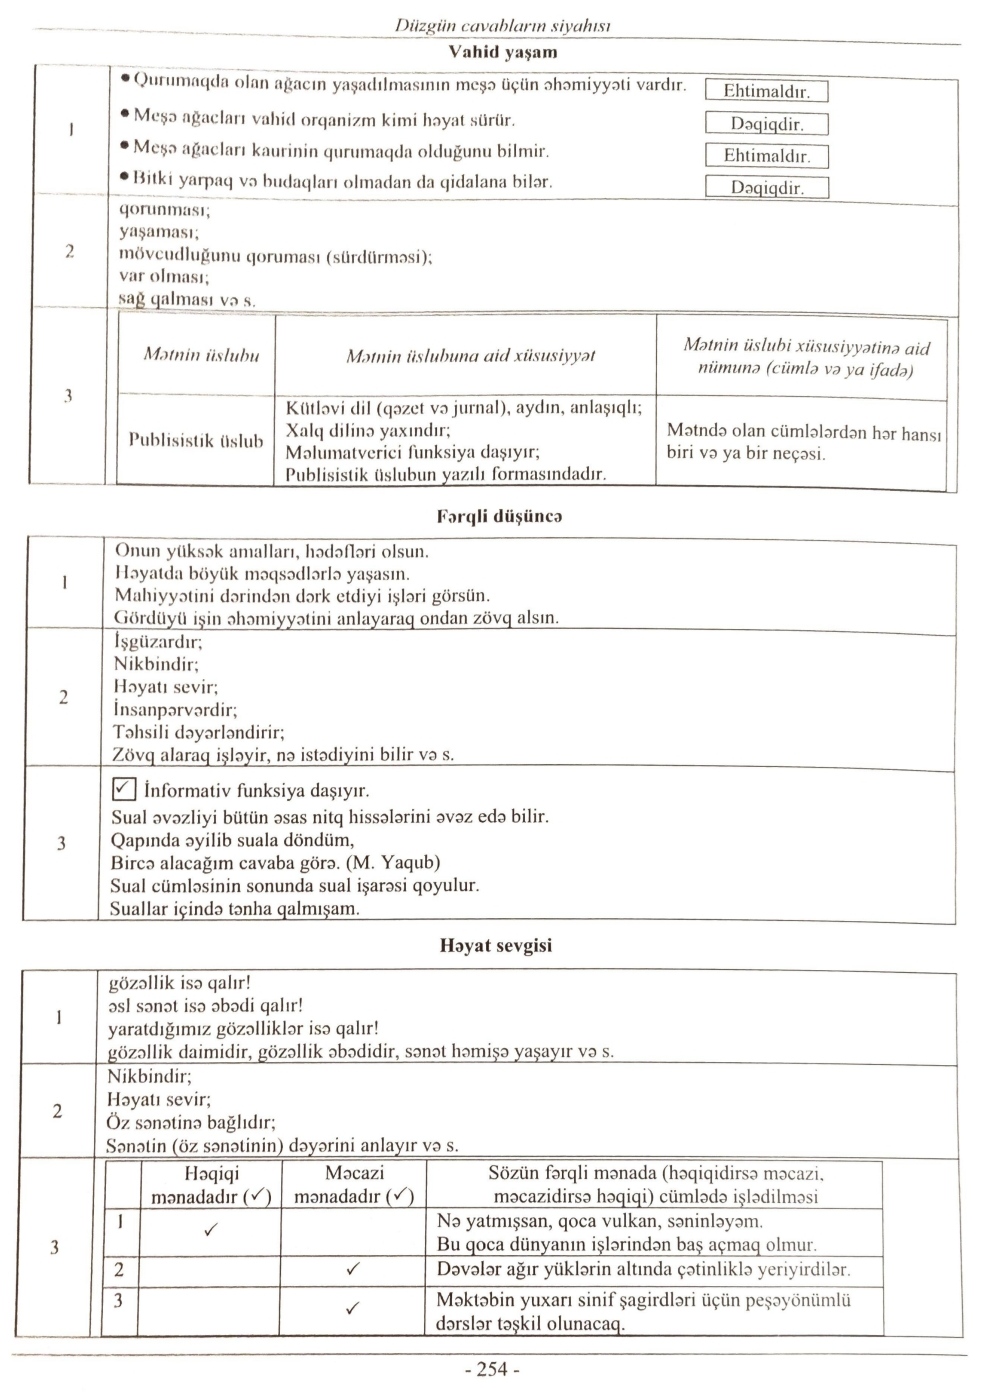 Düzgün cavabların siyahısı
Vahid yaşam
1
• Qurumaqda olan ağacın yaşadılmasının meşə üçün əhəmiyyəti vardır. Ehtimaldır.
• Meşə ağacları vahid orqanizm kimi həyat sürür. Dəqiqdir.
• Meşə ağacları kaurinin qurumaqda olduğunu bilmir. Ehtimaldır.
• Bitki yarpaq və budaqları olmadan da qidalana bilər. Dəqiqdir.
2
qorunması;
yaşaması;
mövcudluğunu qoruması (sürdürməsi);
var olması;
sağ qalması və s.
3
Mətnin üslubu
Mətnin üslubuna aid xüsusiyyət
Mətnin üslubi xüsusiyyətinə aid
nümunə (cümlə və ya ifadə)
Publisistik üslub
Kütləvi dil (qəzet və jurnal), aydın, anlaşıqlı;
Xalq dilinə yaxındır;
Məlumatverici funksiya daşıyır;
Publisistik üslubun yazılı formasındadır.
Mətndə olan cümlələrdən hər hansı
biri və ya bir neçəsi.
Fərqli düşüncə
1
Onun yüksək amalları, hədəfləri olsun.
Həyatda böyük məqsədlərlə yaşasın.
Mahiyyətini dərindən dərk etdiyi işləri görsün.
Gördüyü işin əhəmiyyətini anlayaraq ondan zövq alsın.
2
İşgüzardır;
Nikbindir;
Həyatı sevir;
İnsanpərvərdir;
Təhsili dəyərləndirir;
Zövq alaraq işləyir, nə istədiyini bilir və s.
3
✓ İnformativ funksiya daşıyır.
Sual əvəzliyi bütün əsas nitq hissələrini əvəz edə bilir.
Qapında əyilib suala döndüm,
Bircə alacağım cavaba görə. (M. Yaqub)
Sual cümləsinin sonunda sual işarəsi qoyulur.
Suallar içində tənha qalmışam.
Həyat sevgisi
1
gözəllik isə qalır!
əsl sənət isə əbədi qalır!
yaratdığımız gözəlliklər isə qalır!
gözəllik daimidir, gözəllik əbədidir, sənət həmişə yaşayır və s.
2
Nikbindir;
Həyatı sevir;
Öz sənətinə bağlıdır;
Sənətin (öz sənətinin) dəyərini anlayır və s.
3
Həqiqi
mənadadır (✓)
Məcazi
mənadadır (✓)
Sözün fərqli mənada (həqiqidirsə məcazi,
məcazidirsə həqiqi) cümlədə işlədilməsi
1 ✓
Nə yatmışsan, qoca vulkan, səninləyəm.
Bu qoca dünyanın işlərindən baş açmaq olmur.
2 ✓ Dəvələr ağır yüklərin altında çətinliklə yeriyirdilər.
3 ✓
Məktəbin yuxarı sinif şagirdləri üçün peşəyönümlü
dərslər təşkil olunacaq.
- 254 -